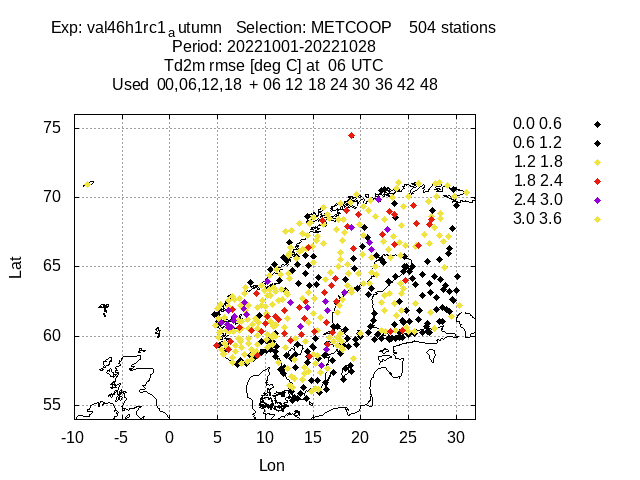 Exp: val46h1rc1autumn Selection: METCOOP 504 stations
Period: 20221001-20221028
Td2m rmse [deg C] at 06 UTC
Used 00,06,12,18 + 06 12 18 24 30 36 42 48
0.0 0.6
0.6 1.2
1.2 1.8
1.8 2.4
2.4 3.0
3.0 3.6
75
70
65
60
55
Lat
-10 -5 0 5 10 15 20 25 30
Lon